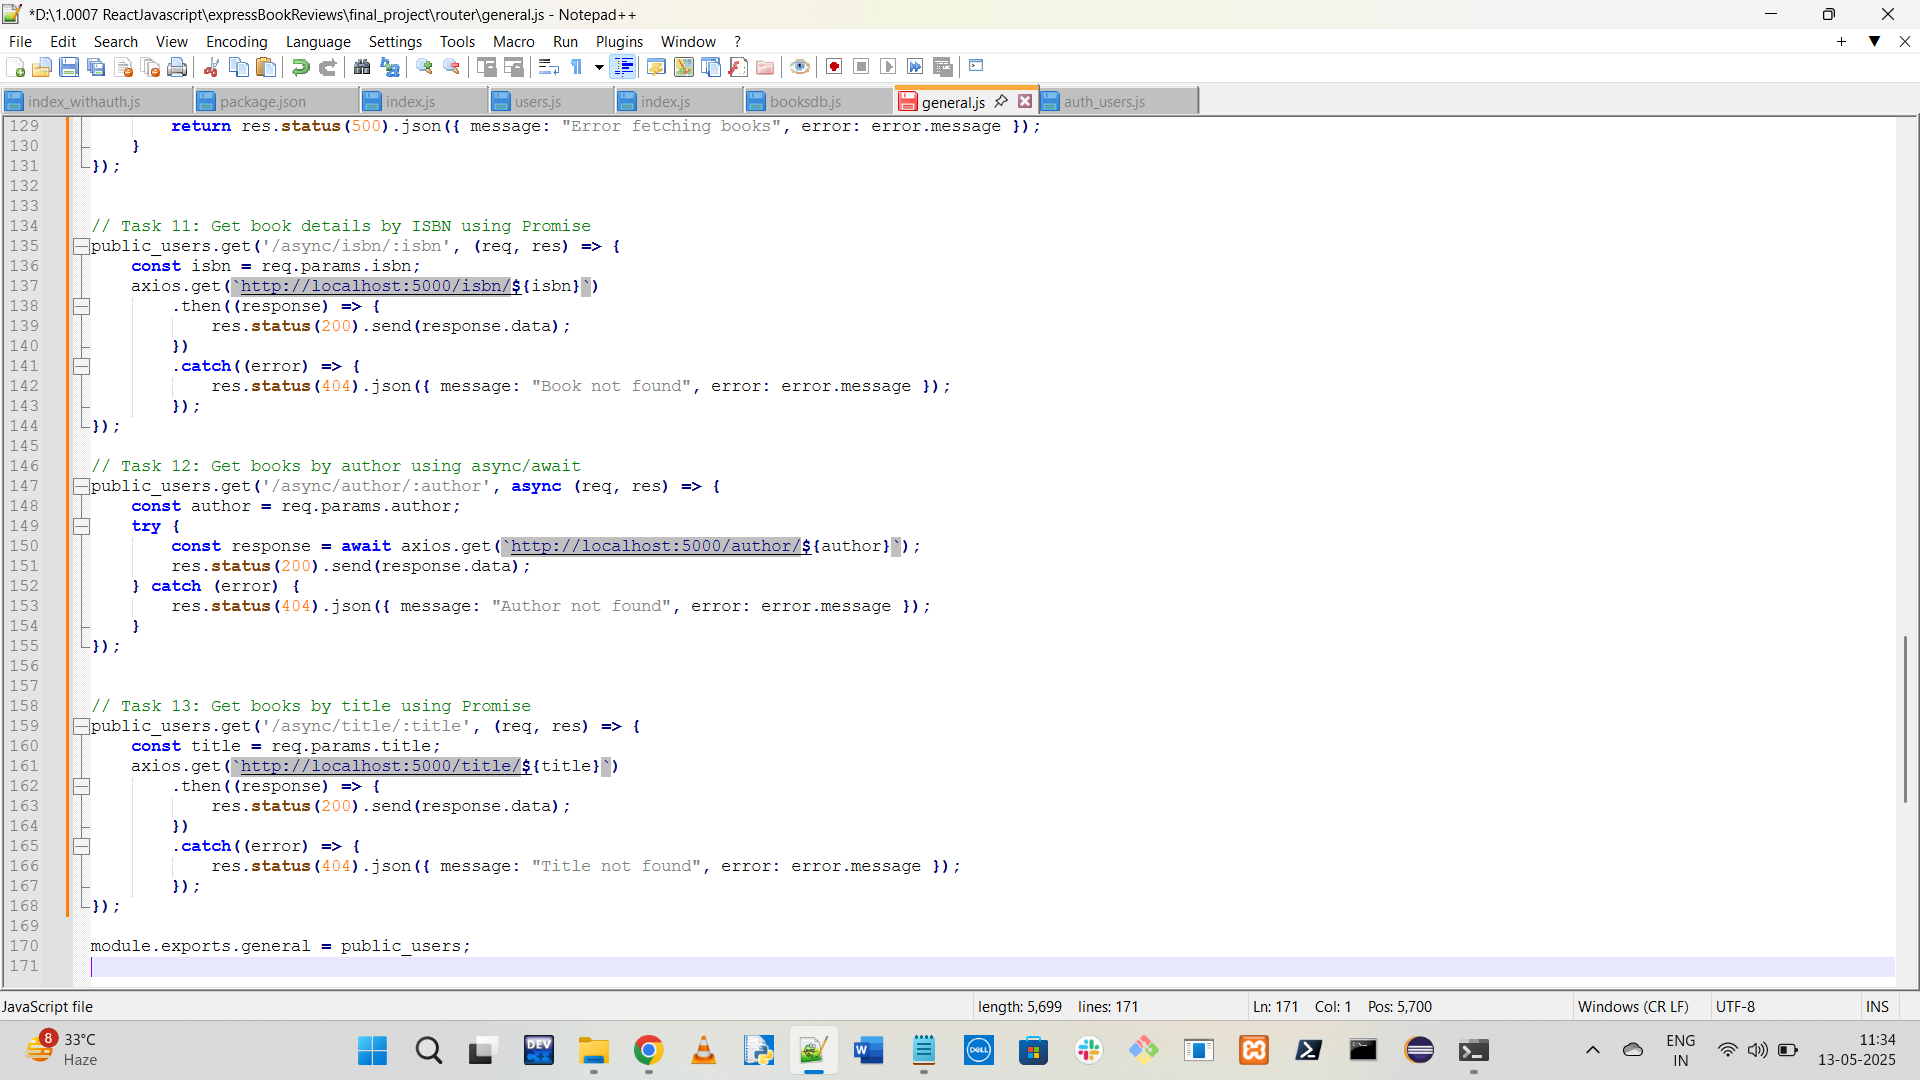 *D:\1.0007 ReactJavascript\expressBookReviews\final_project\router\general.js - Notepad++
File Edit Search View Encoding Language Settings Tools Macro Run Plugins Window ?
index_withauth.js package.json index.js users.js index.js booksdb.js general.js auth_users.js
129 return res.status(500).json({ message: "Error fetching books", error: error.message });
130 }
131 });
132
133
134 // Task 11: Get book details by ISBN using Promise
135 public_users.get('/async/isbn/:isbn', (req, res) => {
136 const isbn = req.params.isbn;
137 axios.get(`http://localhost:5000/isbn/${isbn}`)
138 .then((response) => {
139 res.status(200).send(response.data);
140 })
141 .catch((error) => {
142 res.status(404).json({ message: "Book not found", error: error.message });
143 });
144 });
145
146 // Task 12: Get books by author using async/await
147 public_users.get('/async/author/:author', async (req, res) => {
148 const author = req.params.author;
149 try {
150 const response = await axios.get(`http://localhost:5000/author/${author}`);
151 res.status(200).send(response.data);
152 } catch (error) {
153 res.status(404).json({ message: "Author not found", error: error.message });
154 }
155 });
156
157
158 // Task 13: Get books by title using Promise
159 public_users.get('/async/title/:title', (req, res) => {
160 const title = req.params.title;
161 axios.get(`http://localhost:5000/title/${title}`)
162 .then((response) => {
163 res.status(200).send(response.data);
164 })
165 .catch((error) => {
166 res.status(404).json({ message: "Title not found", error: error.message });
167 });
168 });
169
170 module.exports.general = public_users;
171
JavaScript file length: 5,699 lines: 171 Ln: 171 Col: 1 Pos: 5,700 Windows (CR LF) UTF-8 INS
8 33°C
Haze
DEV C++
W
DELL
ENG
IN
11:34
13-05-2025